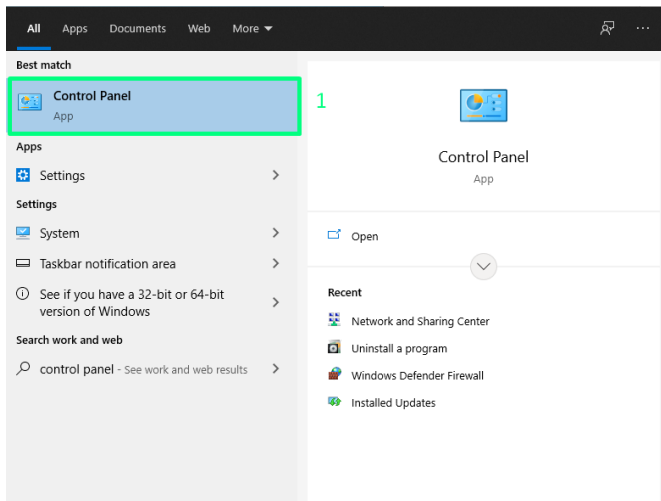 All Apps Documents Web More
Best match
Control Panel
App
Apps
Settings
Settings
System
Taskbar notification area
See if you have a 32-bit or 64-bit
version of Windows
Search work and web
control panel - See work and web results
1
Control Panel
App
Open
Recent
Network and Sharing Center
Uninstall a program
Windows Defender Firewall
Installed Updates